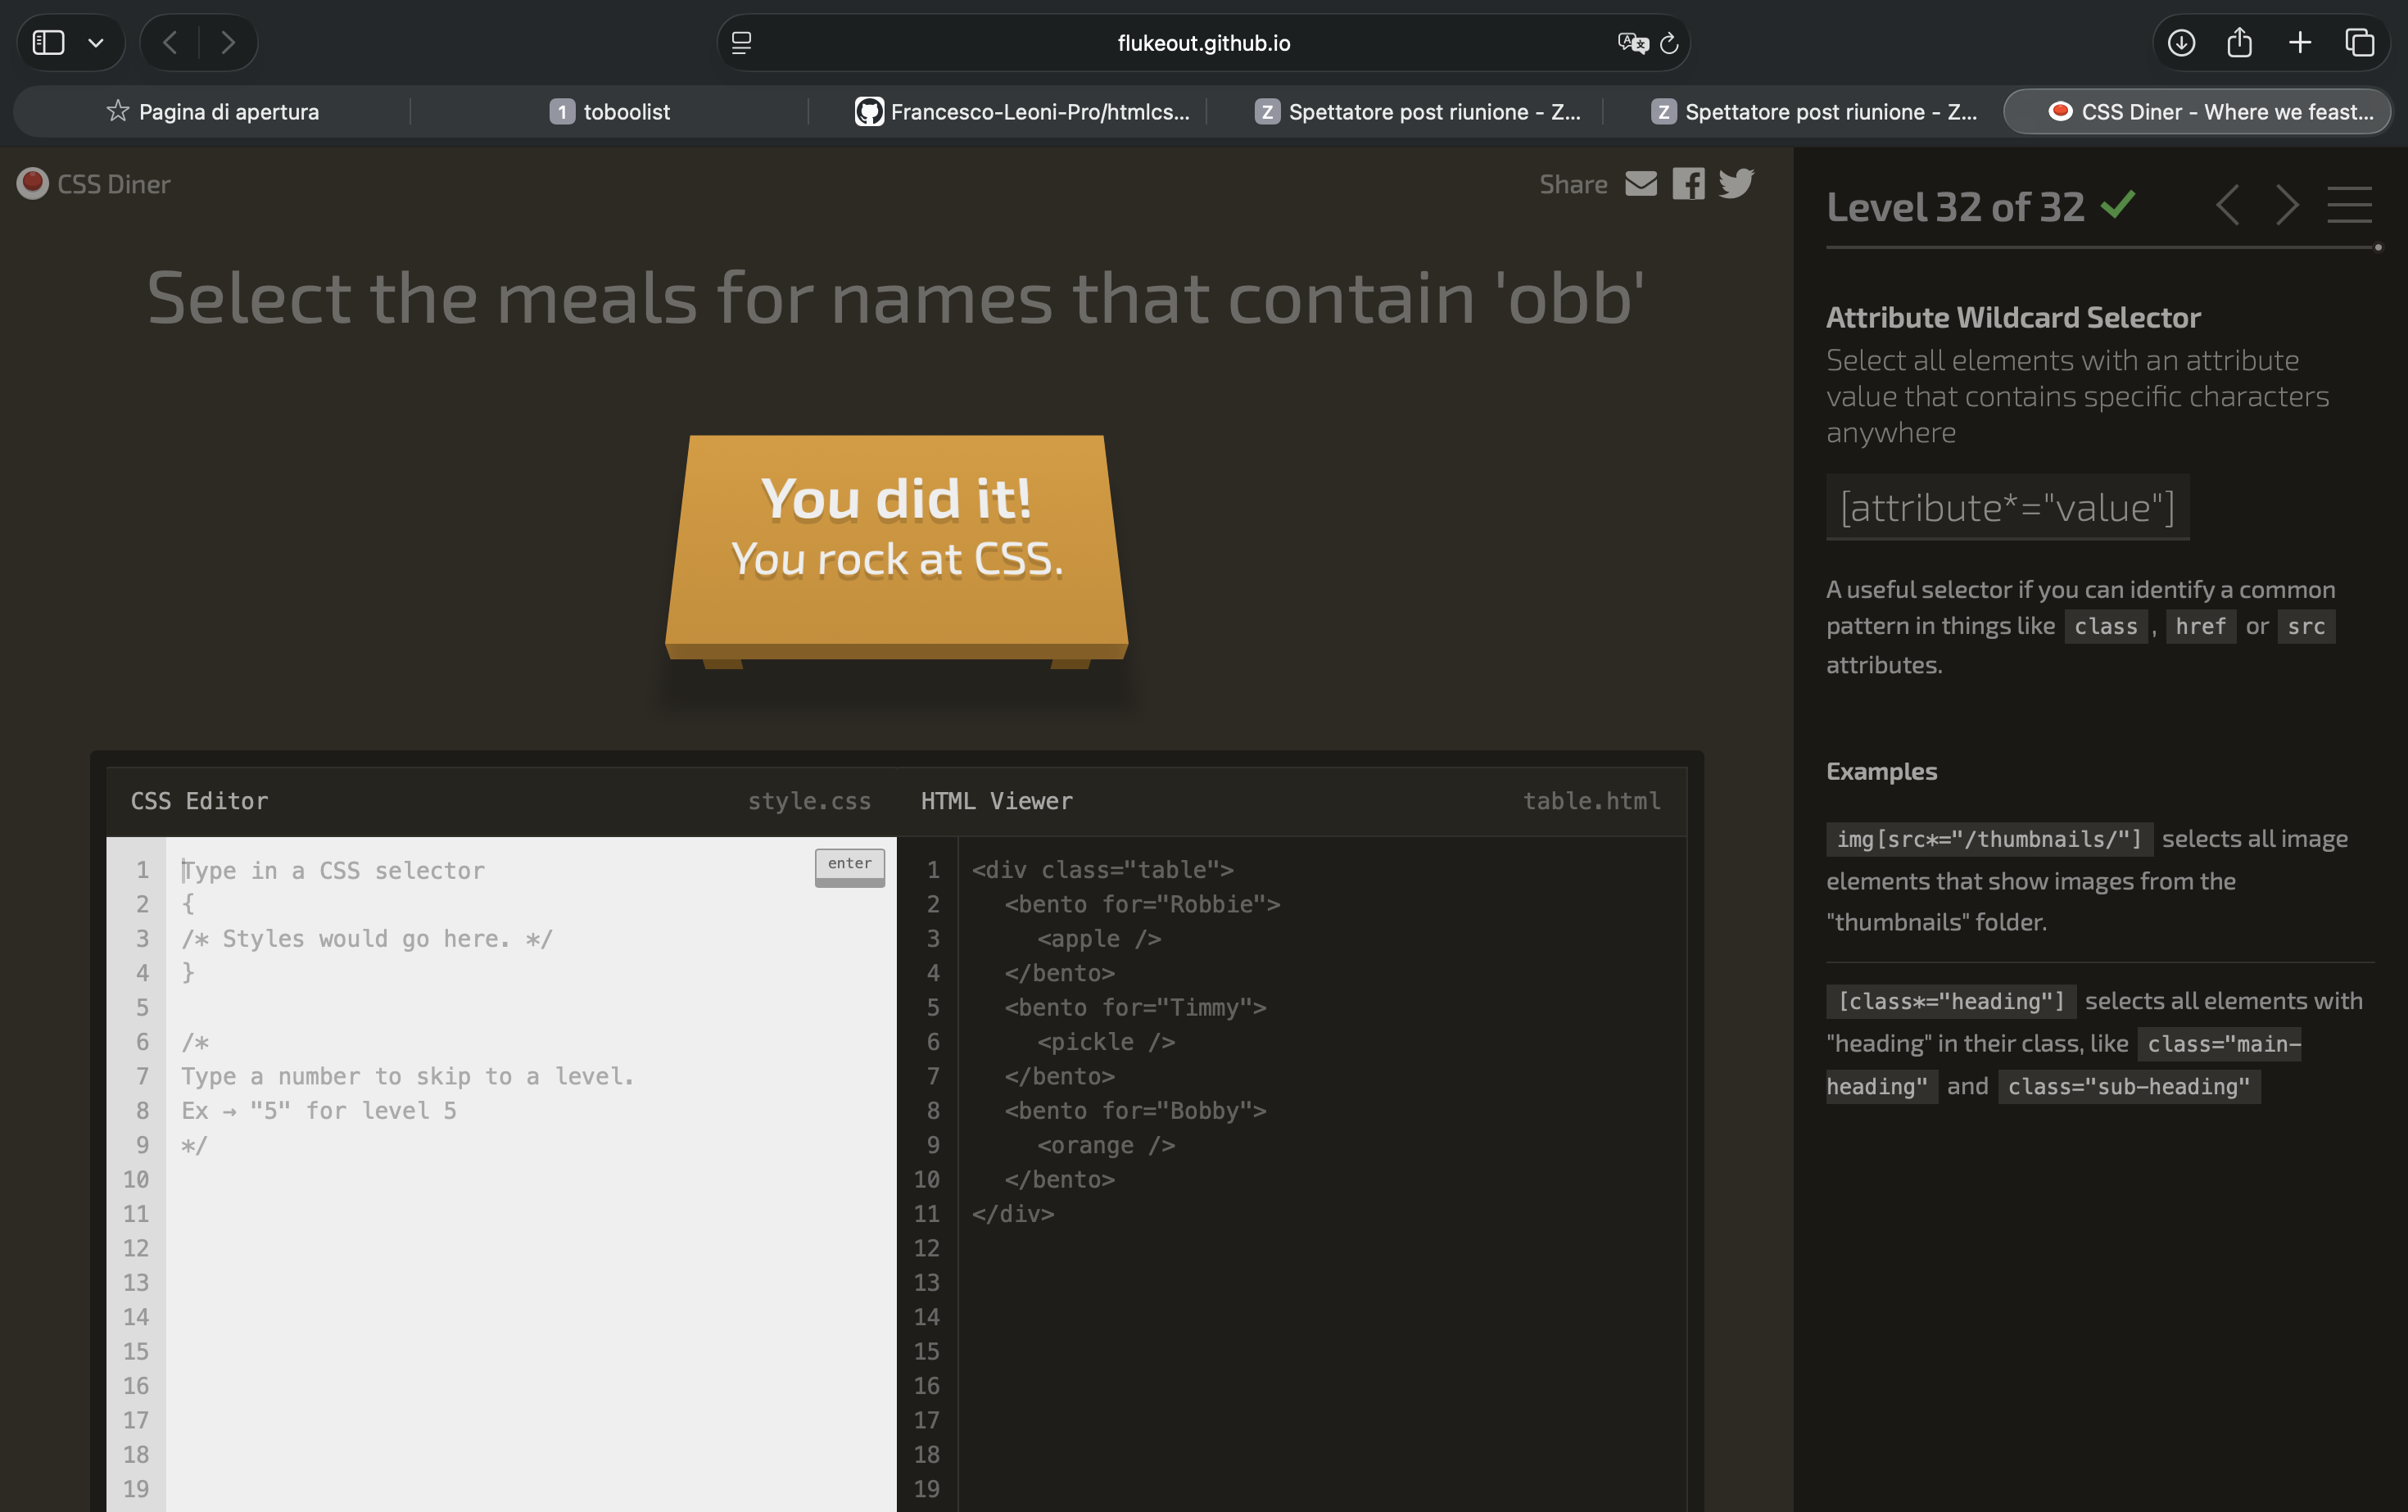 flukeout.github.io
Pagina di apertura
1 toboolist
Francesco-Leoni-Pro/htmlcs...
Z Spettatore post riunione - Z...
Z Spettatore post riunione - Z...
CSS Diner - Where we feast...
CSS Diner
Share
Select the meals for names that contain 'obb'
You did it!
You rock at CSS.
CSS Editor style.css
enter
1 Type in a CSS selector
2 {
3 /* Styles would go here. */
4 }
5
6 /*
7 Type a number to skip to a level.
8 Ex → "5" for level 5
9 */
10
11
12
13
14
15
16
17
18
19
HTML Viewer table.html
1 <div class="table">
2 <bento for="Robbie">
3 <apple />
4 </bento>
5 <bento for="Timmy">
6 <pickle />
7 </bento>
8 <bento for="Bobby">
9 <orange />
10 </bento>
11 </div>
12
13
14
15
16
17
18
19
Level 32 of 32
Attribute Wildcard Selector
Select all elements with an attribute
value that contains specific characters
anywhere
[attribute*="value"]
A useful selector if you can identify a common
pattern in things like class , href or src
attributes.
Examples
img[src*="/thumbnails/"] selects all image
elements that show images from the
"thumbnails" folder.
[class*="heading"] selects all elements with
"heading" in their class, like class="main-
heading" and class="sub-heading"